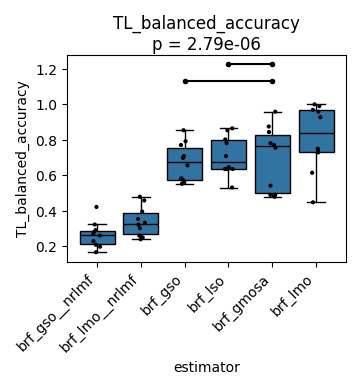 TL_balanced_accuracy
p = 2.79e-06
TL_balanced_accuracy
1.2
1.0
0.8
0.6
0.4
0.2
brf_gso__nrlmf
brf_lmo__nrlmf
brf_gso
brf_lso
brf_gmosa
brf_lmo
estimator